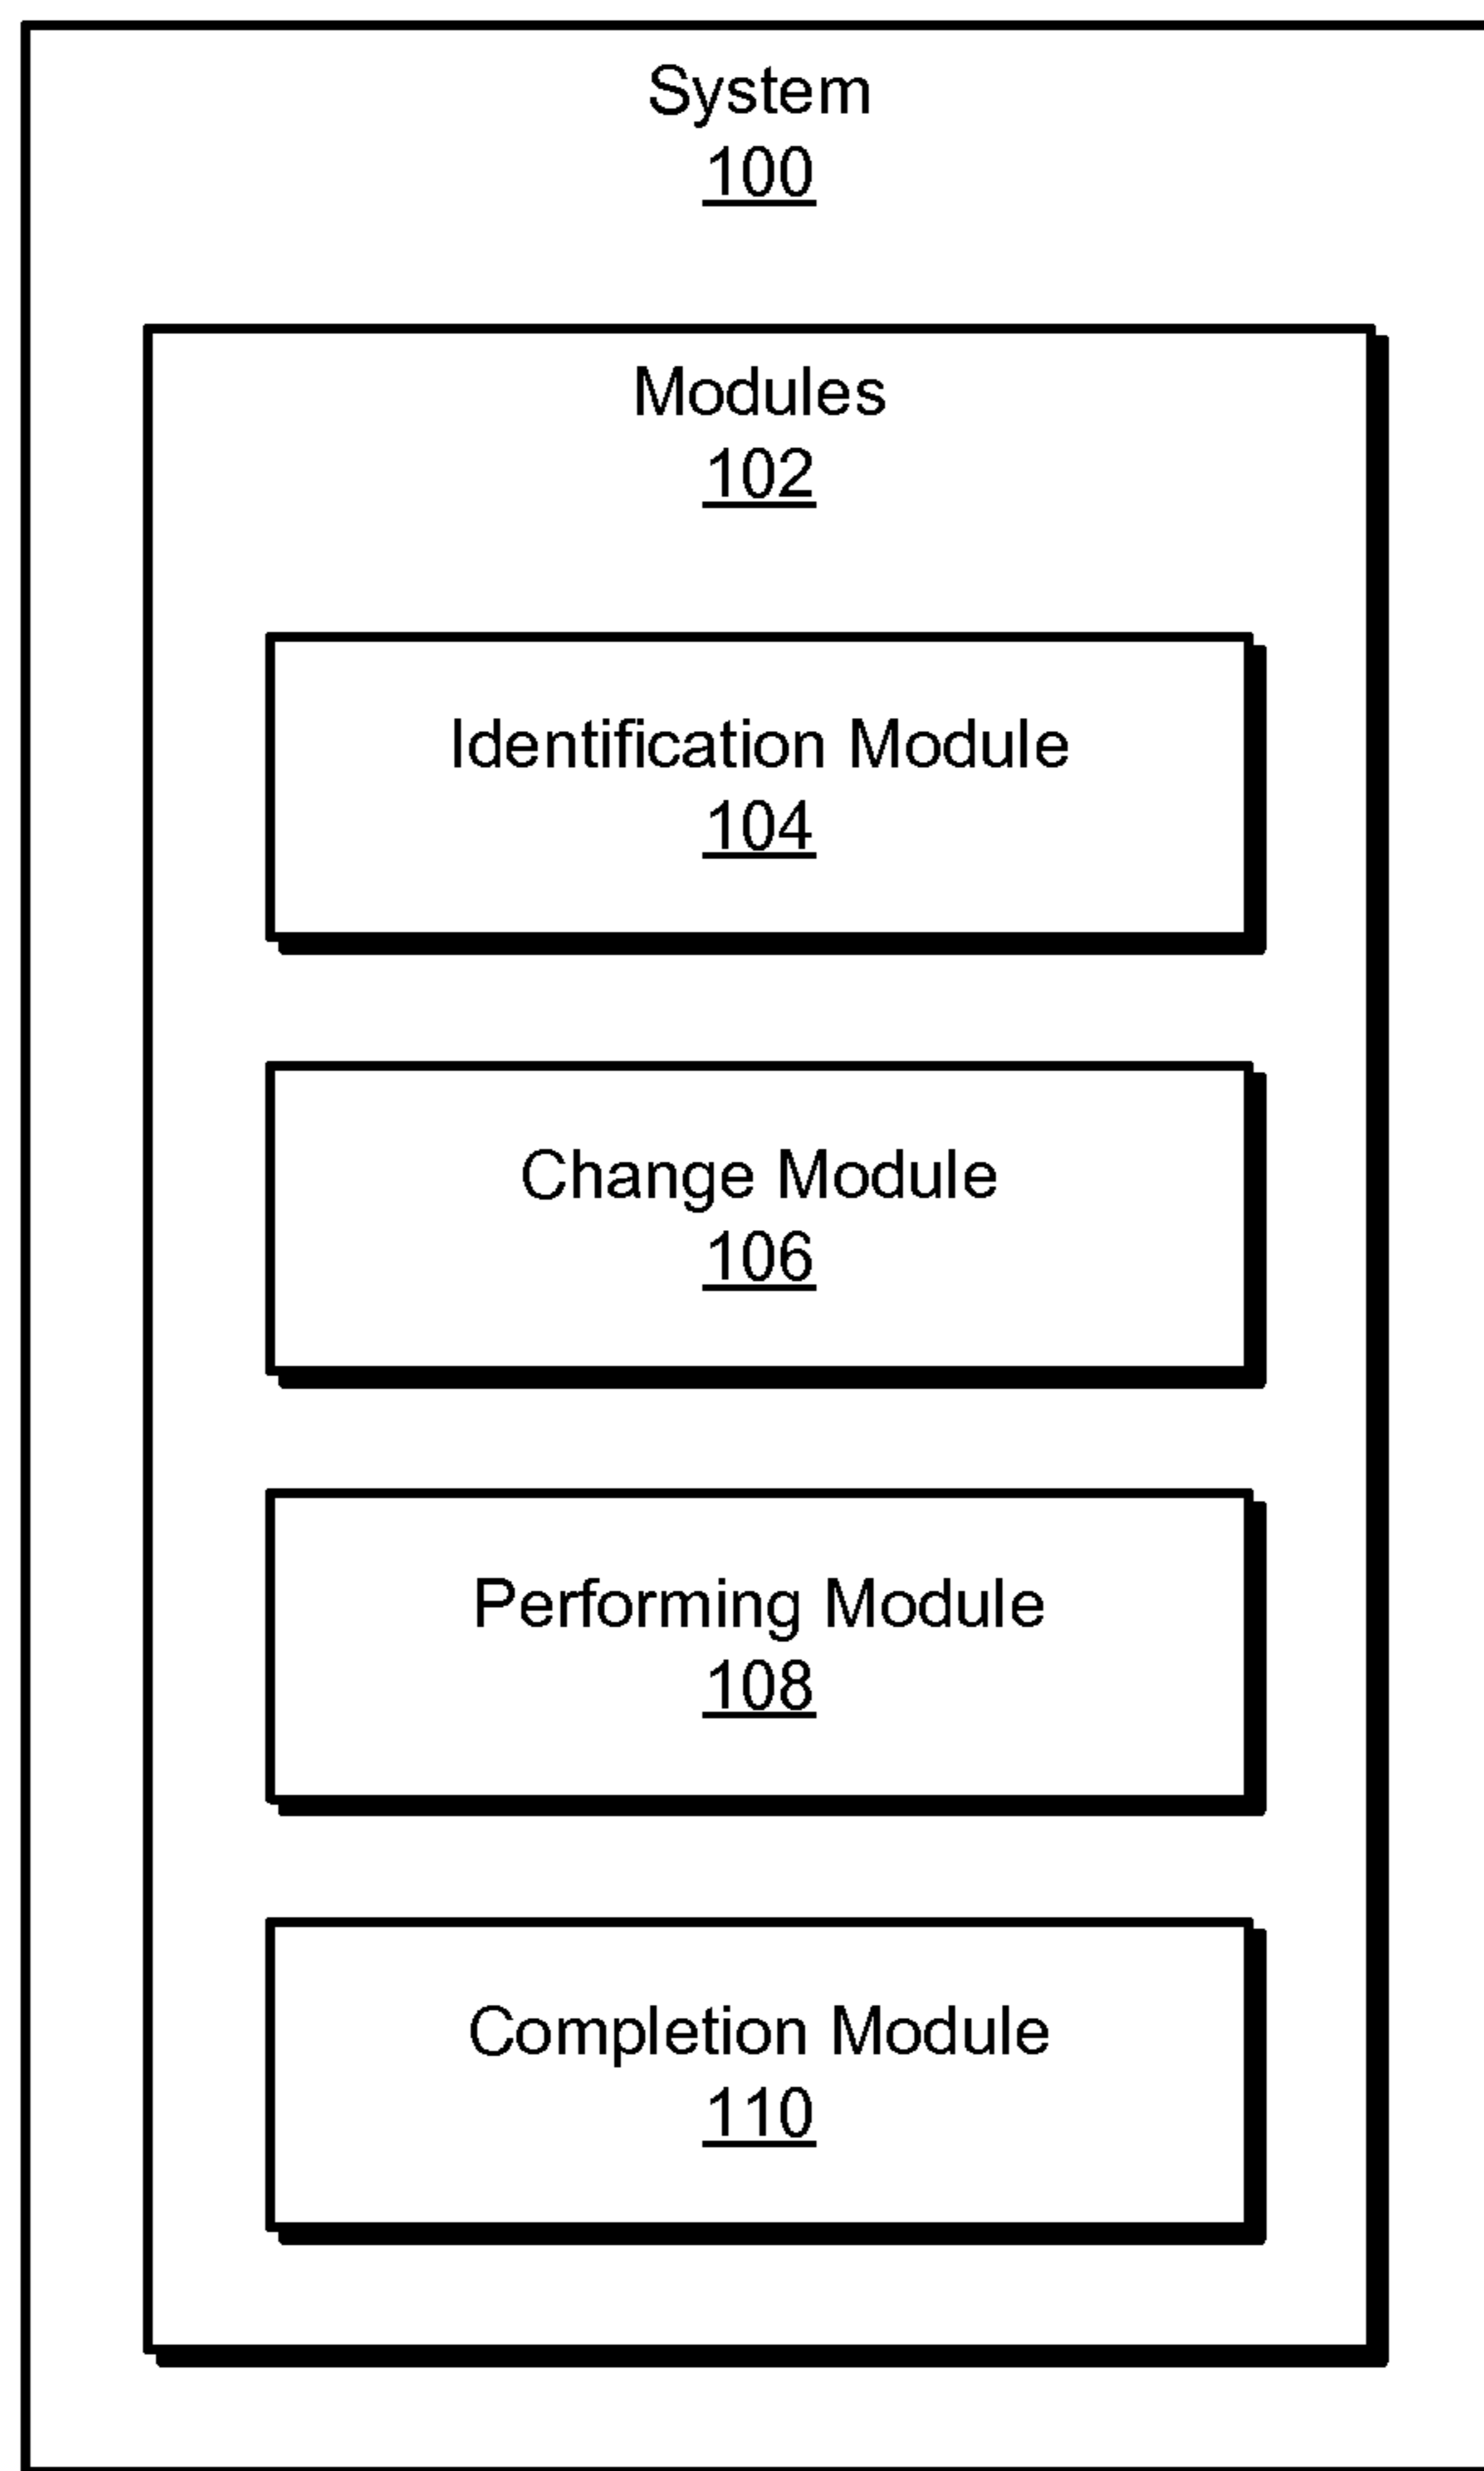 System
100
Modules
102
Identification Module
104
Change Module
106
Performing Module
108
Completion Module
110